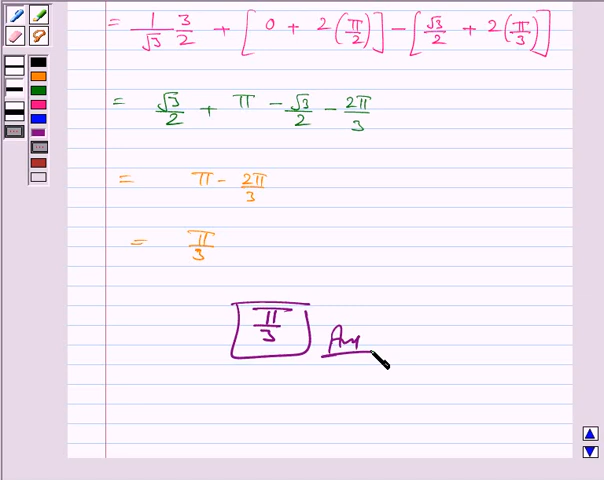 = 1/√3 3/2 + [0 + 2(π/2)] − [√3/2 + 2(π/3)]
= √3/2 + π − √3/2 − 2π/3
= π − 2π/3
= π/3
π/3 Ans